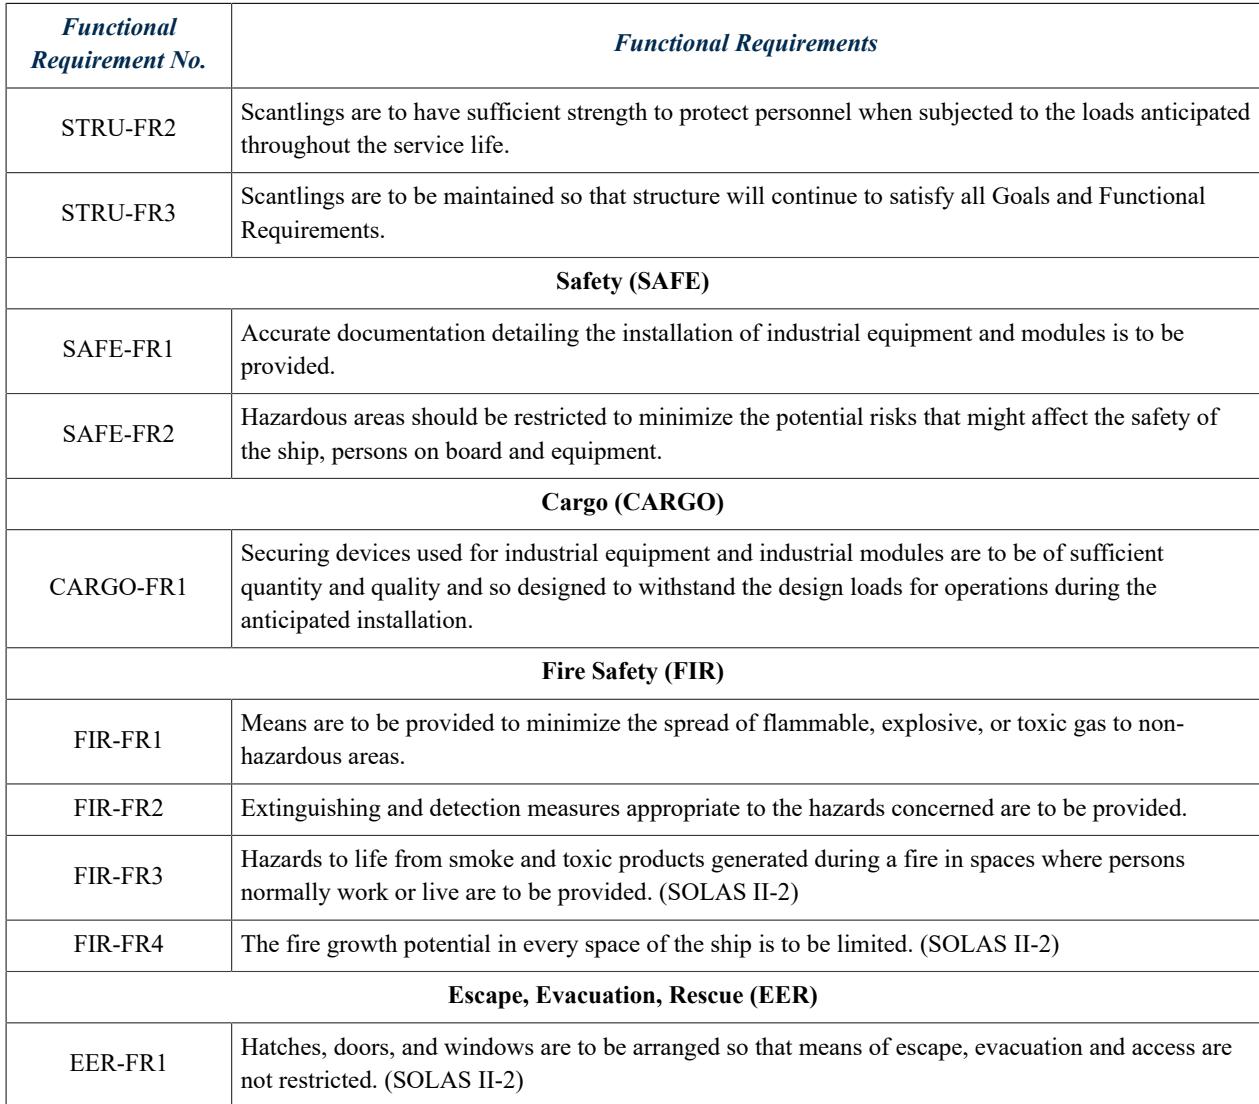 Functional
Requirement No.
Functional Requirements
STRU-FR2
Scantlings are to have sufficient strength to protect personnel when subjected to the loads anticipated
throughout the service life.
STRU-FR3
Scantlings are to be maintained so that structure will continue to satisfy all Goals and Functional
Requirements.
Safety (SAFE)
SAFE-FR1
Accurate documentation detailing the installation of industrial equipment and modules is to be
provided.
SAFE-FR2
Hazardous areas should be restricted to minimize the potential risks that might affect the safety of
the ship, persons on board and equipment.
Cargo (CARGO)
CARGO-FR1
Securing devices used for industrial equipment and industrial modules are to be of sufficient
quantity and quality and so designed to withstand the design loads for operations during the
anticipated installation.
Fire Safety (FIR)
FIR-FR1
Means are to be provided to minimize the spread of flammable, explosive, or toxic gas to non-
hazardous areas.
FIR-FR2
Extinguishing and detection measures appropriate to the hazards concerned are to be provided.
FIR-FR3
Hazards to life from smoke and toxic products generated during a fire in spaces where persons
normally work or live are to be provided. (SOLAS II-2)
FIR-FR4
The fire growth potential in every space of the ship is to be limited. (SOLAS II-2)
Escape, Evacuation, Rescue (EER)
EER-FR1
Hatches, doors, and windows are to be arranged so that means of escape, evacuation and access are
not restricted. (SOLAS II-2)